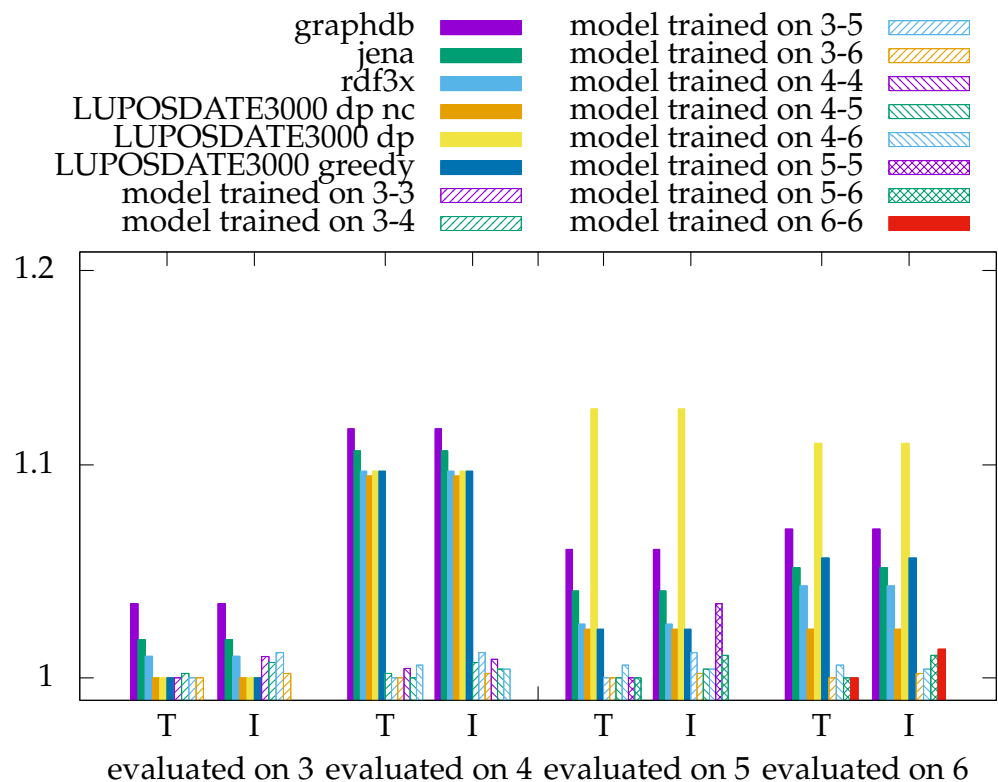 graphdb
jena
rdf3x
LUPOSDATE3000 dp nc
LUPOSDATE3000 dp
LUPOSDATE3000 greedy
model trained on 3-3
model trained on 3-4
model trained on 3-5
model trained on 3-6
model trained on 4-4
model trained on 4-5
model trained on 4-6
model trained on 5-5
model trained on 5-6
model trained on 6-6
1.2
1.1
1
T I T I T I T I
evaluated on 3 evaluated on 4 evaluated on 5 evaluated on 6